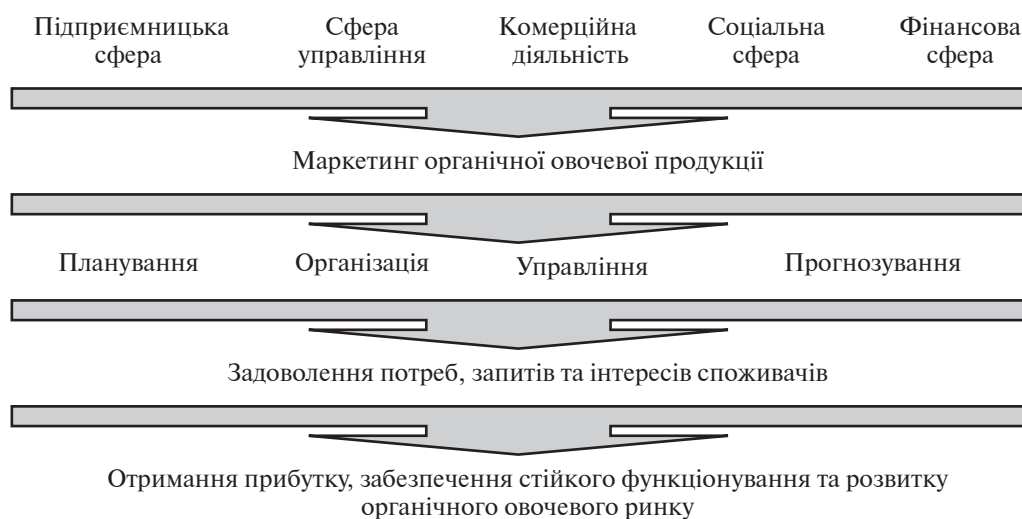 Підприємницька сфера
Сфера управління
Комерційна діяльність
Соціальна сфера
Фінансова сфера
Маркетинг органічної овочевої продукції
Планування Організація Управління Прогнозування
Задоволення потреб, запитів та інтересів споживачів
Отримання прибутку, забезпечення стійкого функціонування та розвитку
органічного овочевого ринку